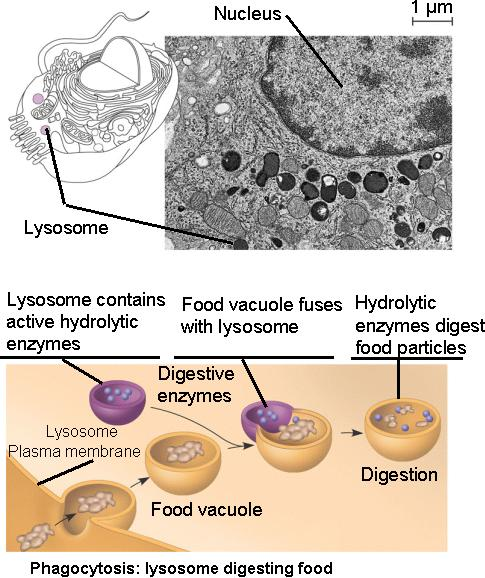 Nucleus
1 µm
Lysosome
Lysosome contains
active hydrolytic
enzymes
Food vacuole fuses
with lysosome
Hydrolytic
enzymes digest
food particles
Digestive
enzymes
Lysosome
Plasma membrane
Food vacuole
Digestion
Phagocytosis: lysosome digesting food